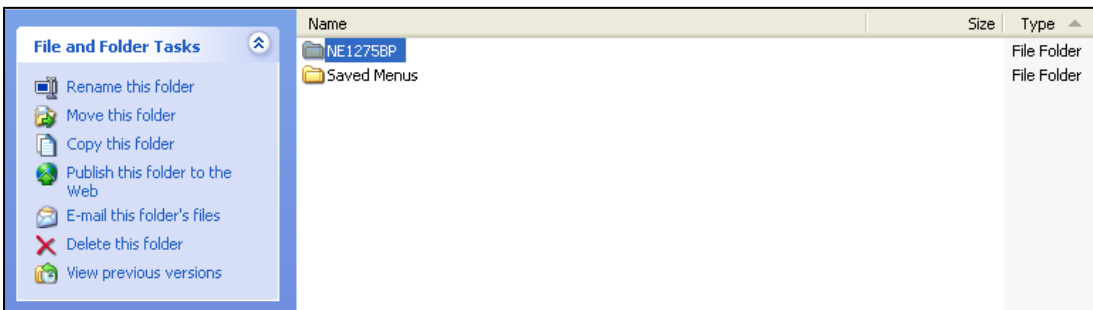 File and Folder Tasks
Rename this folder
Move this folder
Copy this folder
Publish this folder to the
Web
E-mail this folder's files
Delete this folder
View previous versions
Name Size Type
NE1275BP File Folder
Saved Menus File Folder